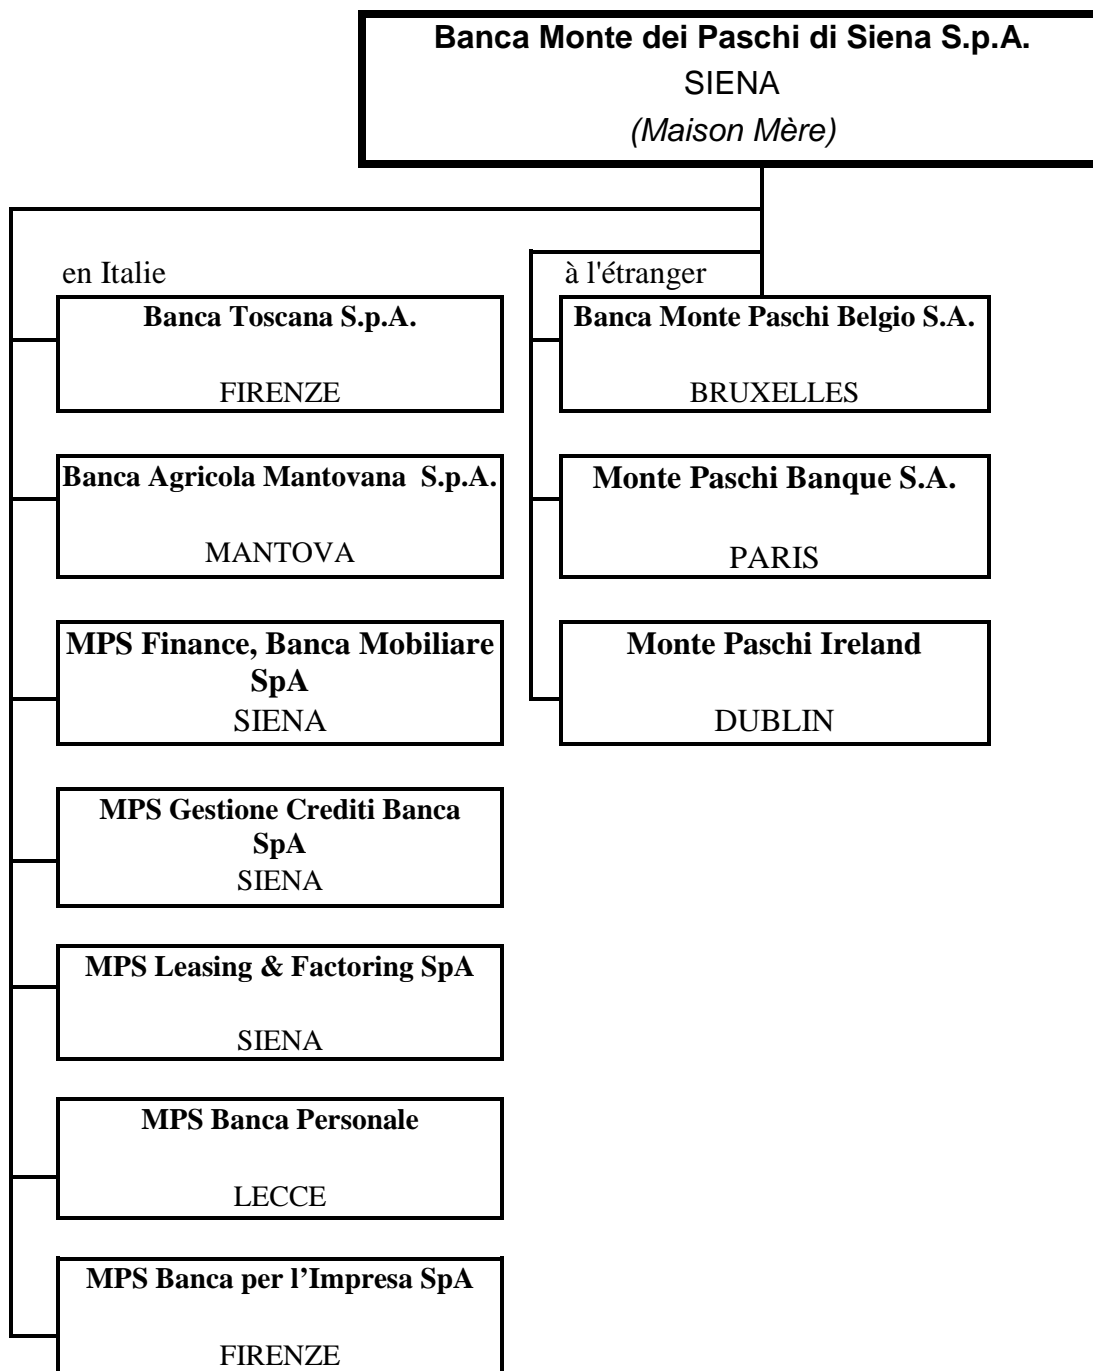 Banca Monte dei Paschi di Siena S.p.A.
SIENA
(Maison Mère)
en Italie
Banca Toscana S.p.A.
FIRENZE
Banca Agricola Mantovana S.p.A.
MANTOVA
MPS Finance, Banca Mobiliare
SpA
SIENA
MPS Gestione Crediti Banca
SpA
SIENA
MPS Leasing & Factoring SpA
SIENA
MPS Banca Personale
LECCE
MPS Banca per l’Impresa SpA
FIRENZE
à l'étranger
Banca Monte Paschi Belgio S.A.
BRUXELLES
Monte Paschi Banque S.A.
PARIS
Monte Paschi Ireland
DUBLIN